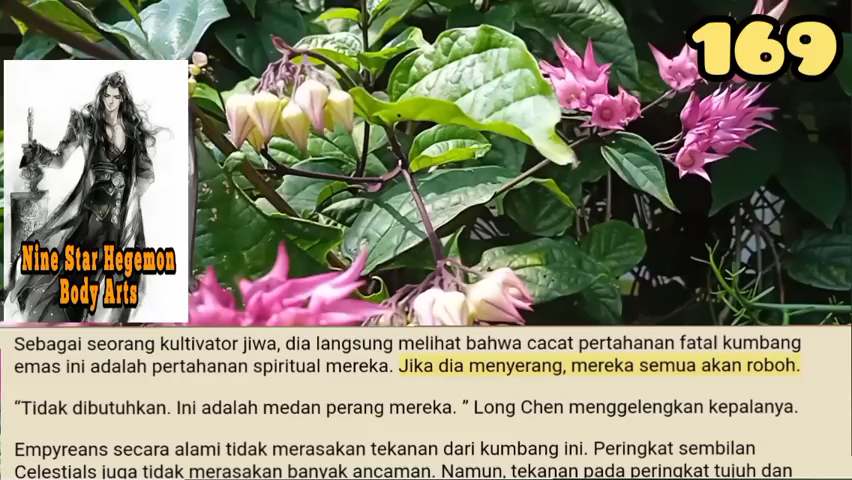 169
Nine Star Hegemon
Body Arts
Sebagai seorang kultivator jiwa, dia langsung melihat bahwa cacat pertahanan fatal kumbang
emas ini adalah pertahanan spiritual mereka. Jika dia menyerang, mereka semua akan roboh.
“Tidak dibutuhkan. Ini adalah medan perang mereka. ” Long Chen menggelengkan kepalanya.
Empyreans secara alami tidak merasakan tekanan dari kumbang ini. Peringkat sembilan
Celestials juga tidak merasakan banyak ancaman. Namun, tekanan pada peringkat tujuh dan